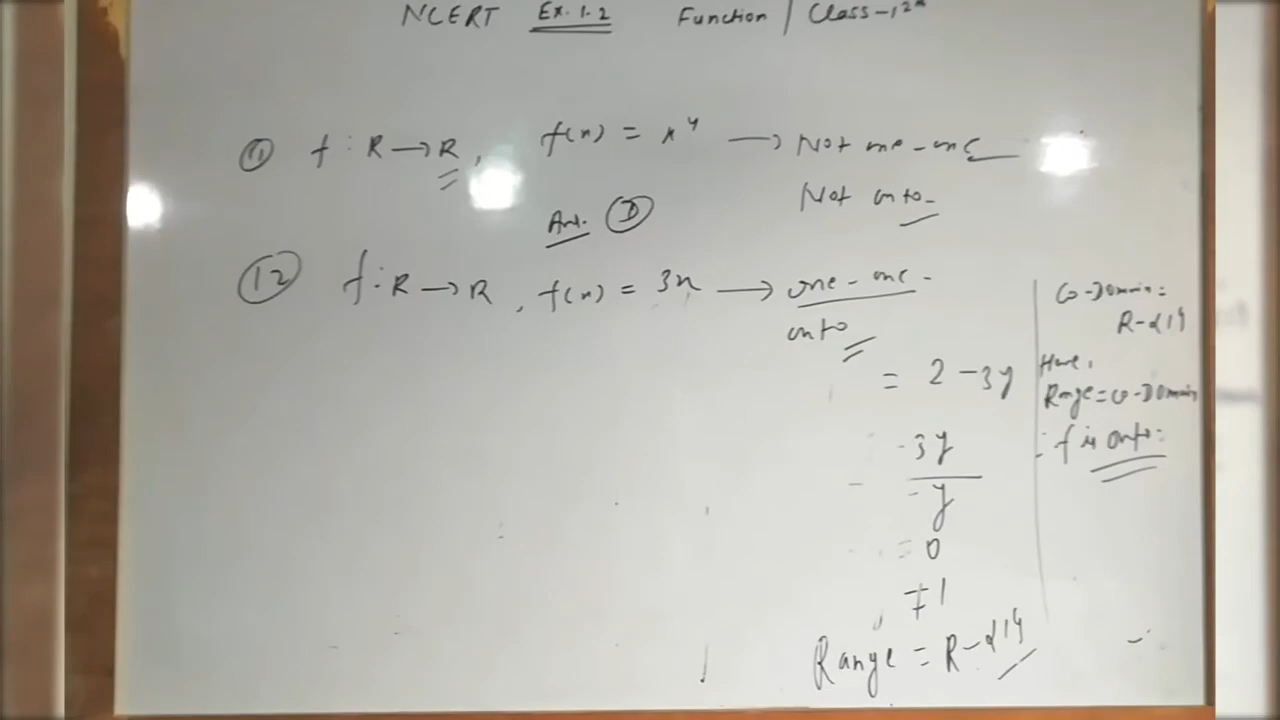 NCERT Ex. 1.2 Function / Class-12th
11 f : R → R, f(x) = x⁴ → Not one-one
Not onto
Ans. D
12 f : R → R, f(x) = 3x → one-one
onto
= 2 - 3y
- 3y
- y
= 0
≠ 1
Range = R - {1}
Co-Domain =
R - {1}
Here,
Range = co-Domain
∴ f is onto.